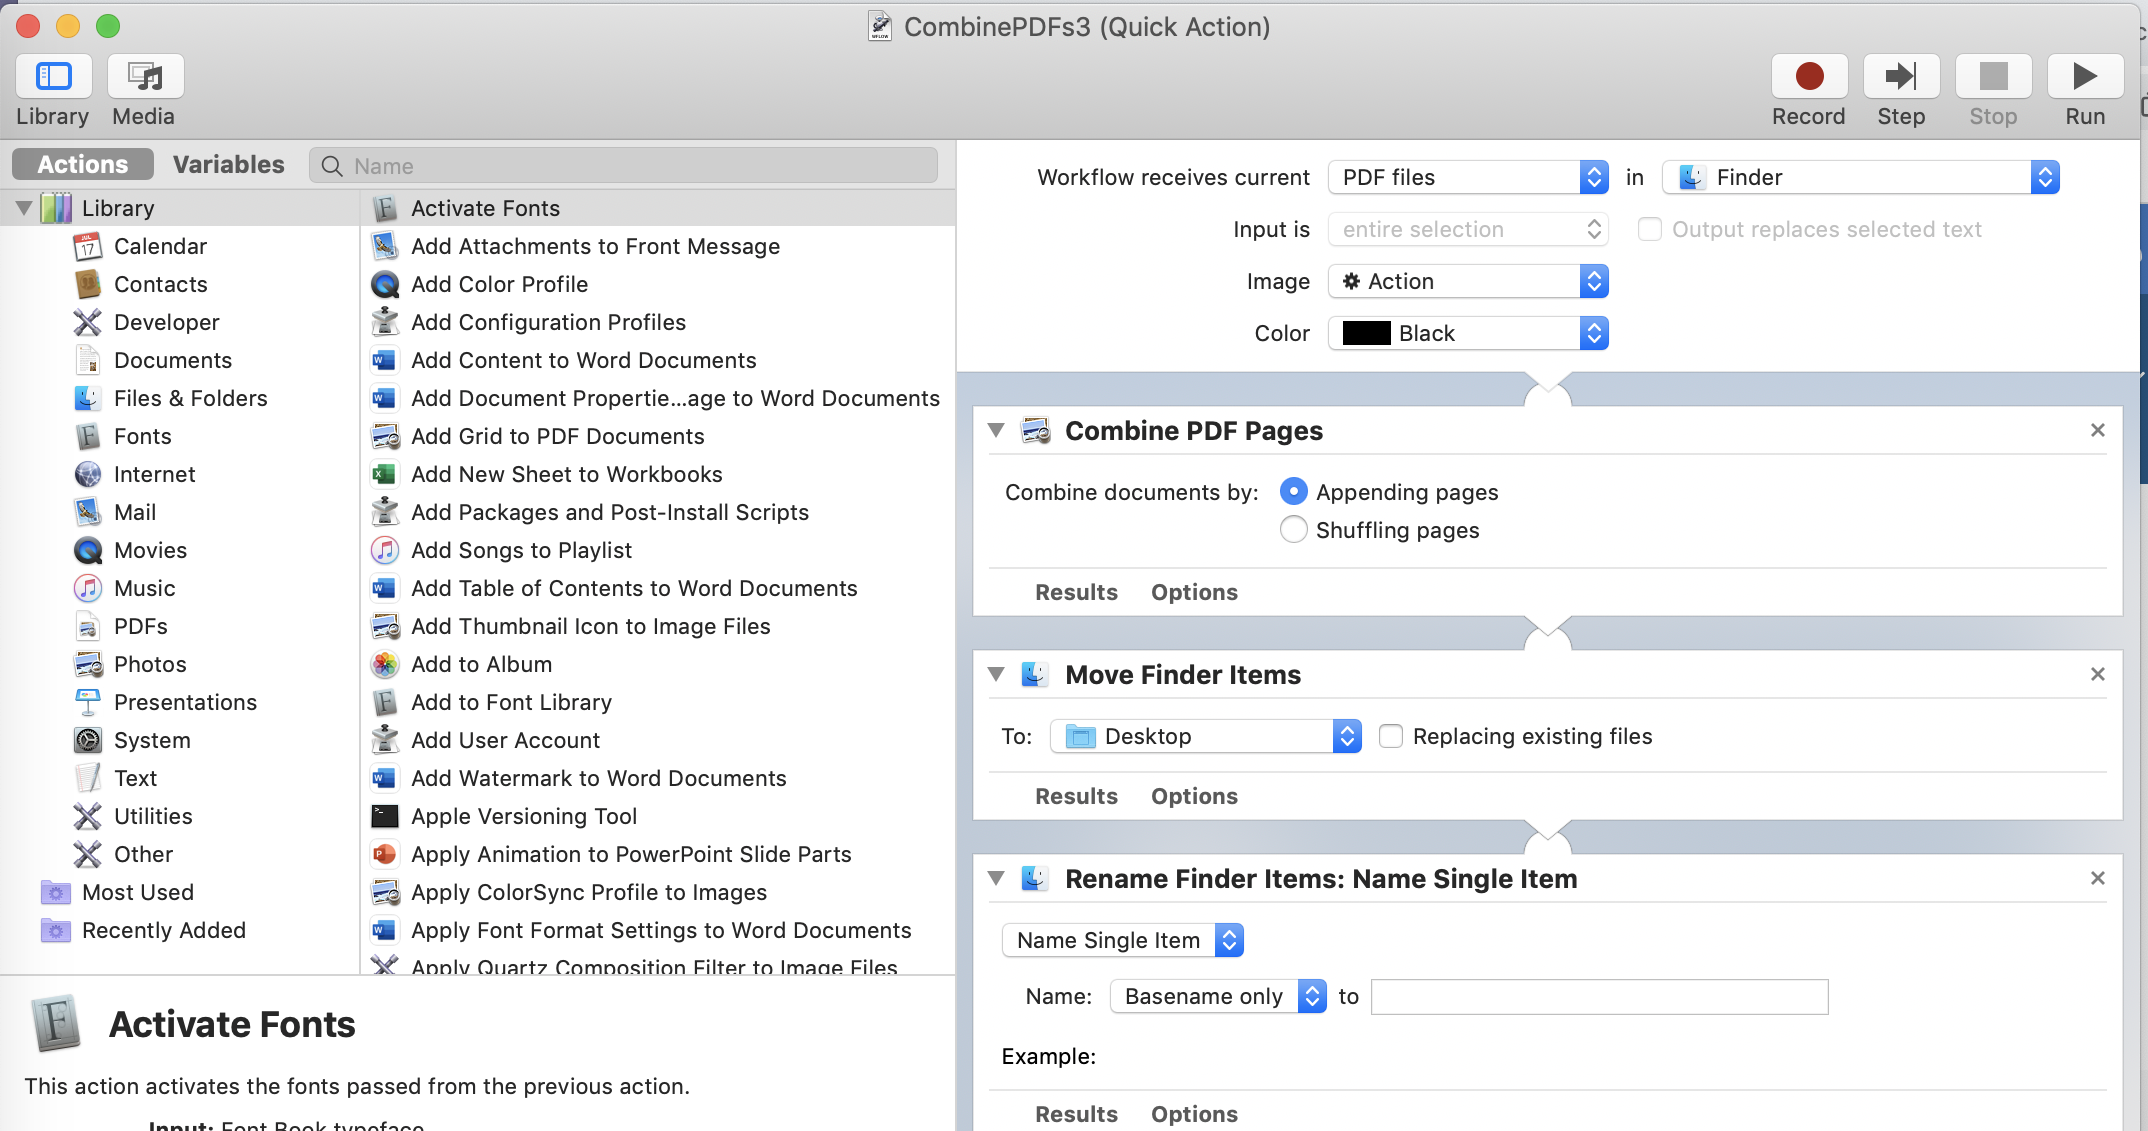 CombinePDFs3 (Quick Action)
Library
Media
Record
Step
Stop
Run
Actions
Variables
Name
Library
Calendar
Contacts
Developer
Documents
Files & Folders
Fonts
Internet
Mail
Movies
Music
PDFs
Photos
Presentations
System
Text
Utilities
Other
Most Used
Recently Added
Activate Fonts
Add Attachments to Front Message
Add Color Profile
Add Configuration Profiles
Add Content to Word Documents
Add Document Propertie...age to Word Documents
Add Grid to PDF Documents
Add New Sheet to Workbooks
Add Packages and Post-Install Scripts
Add Songs to Playlist
Add Table of Contents to Word Documents
Add Thumbnail Icon to Image Files
Add to Album
Add to Font Library
Add User Account
Add Watermark to Word Documents
Apple Versioning Tool
Apply Animation to PowerPoint Slide Parts
Apply ColorSync Profile to Images
Apply Font Format Settings to Word Documents
Apply Quartz Composition Filter to Image Files
Activate Fonts
This action activates the fonts passed from the previous action.
Input: Font Book typeface
Workflow receives current PDF files in Finder
Input is entire selection Output replaces selected text
Image Action
Color Black
Combine PDF Pages
Combine documents by: Appending pages
Shuffling pages
Results Options
Move Finder Items
To: Desktop Replacing existing files
Results Options
Rename Finder Items: Name Single Item
Name Single Item
Name: Basename only to
Example:
Results Options